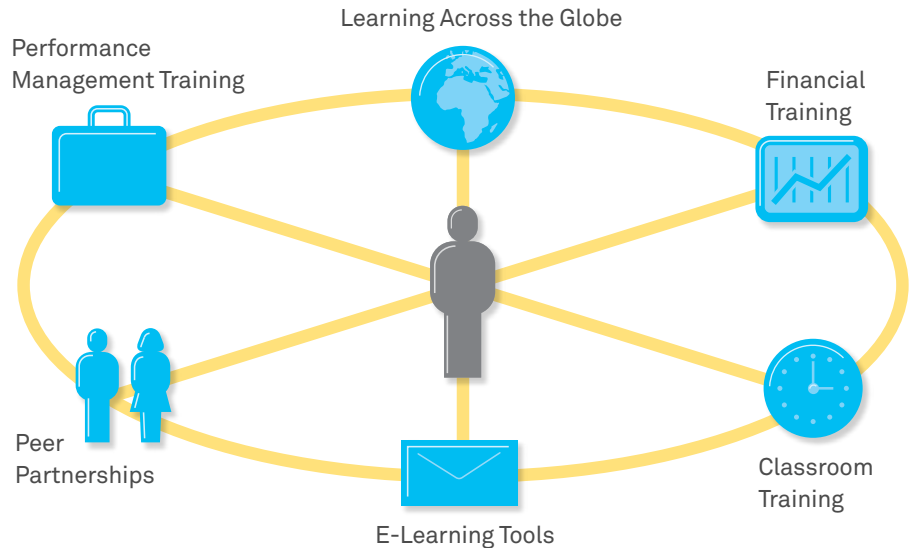 Learning Across the Globe
Performance
Management Training
Financial
Training
Peer
Partnerships
Classroom
Training
E-Learning Tools